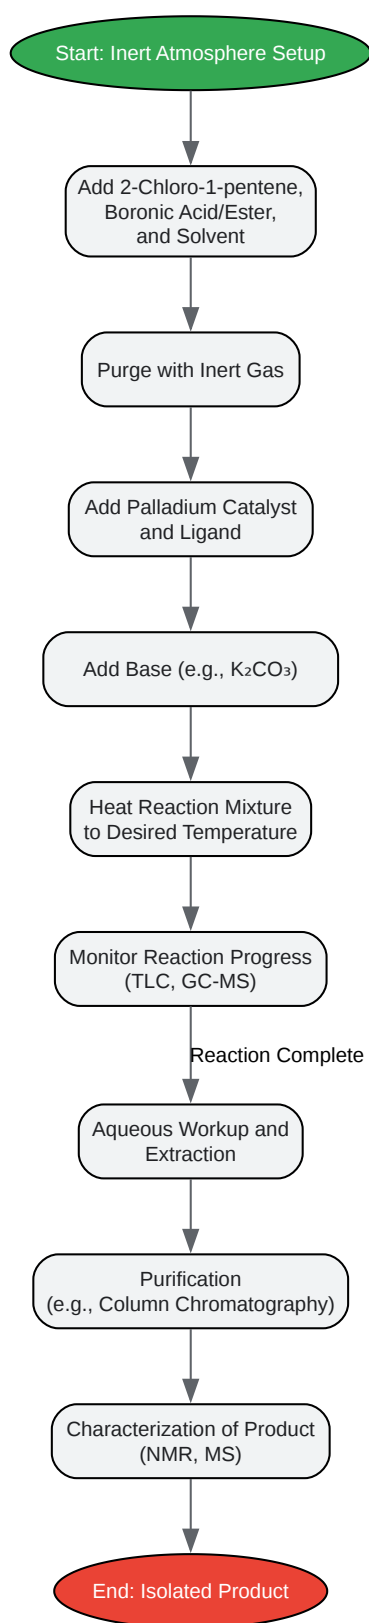 Start: Inert Atmosphere Setup
Add 2-Chloro-1-pentene,
Boronic Acid/Ester,
and Solvent
Purge with Inert Gas
Add Palladium Catalyst
and Ligand
Add Base (e.g., K₂CO₃)
Heat Reaction Mixture
to Desired Temperature
Monitor Reaction Progress
(TLC, GC-MS)
Reaction Complete
Aqueous Workup and
Extraction
Purification
(e.g., Column Chromatography)
Characterization of Product
(NMR, MS)
End: Isolated Product